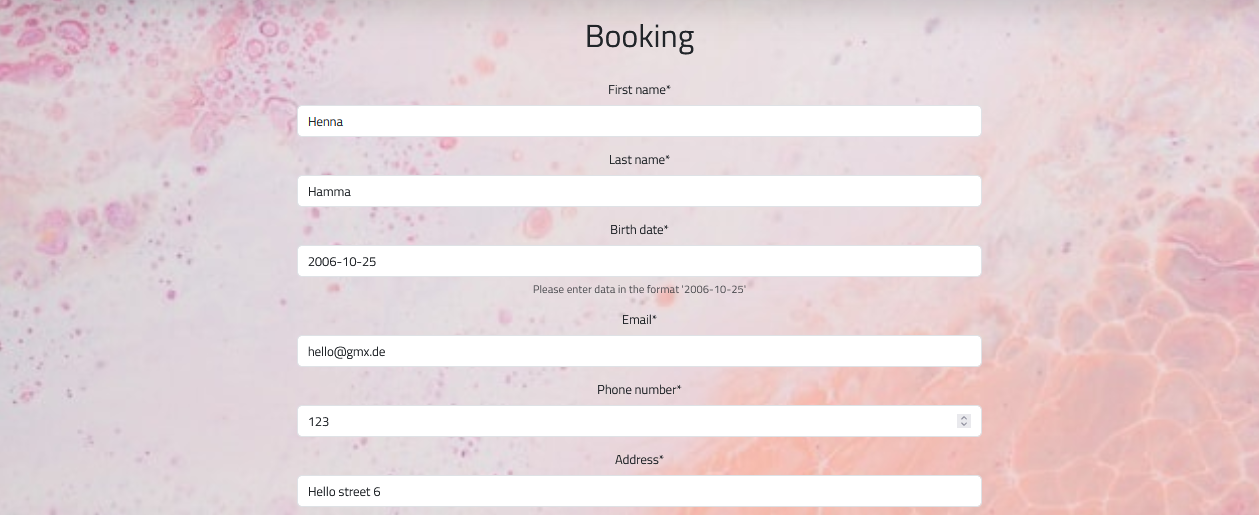 Booking
First name*
Henna
Last name*
Hamma
Birth date*
2006-10-25
Please enter data in the format '2006-10-25'
Email*
hello@gmx.de
Phone number*
123
Address*
Hello street 6